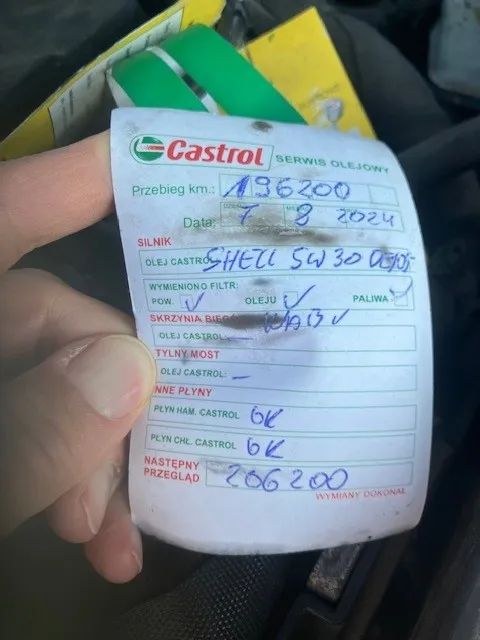 Castrol SERWIS OLEJOWY
Przebieg km.: 196200
Data: 7 8 2024
SILNIK
OLEJ CASTROL SHELL 5W30
WYMIENIONO FILTR:
POW. ✓ OLEJU ✓ PALIWA ✓
SKRZYNIA BIEG KAB ✓
OLEJ CASTROL: –
TYLNY MOST
OLEJ CASTROL: –
INNE PŁYNY
PŁYN HAM. CASTROL OK
PŁYN CHŁ. CASTROL OK
NASTĘPNY
PRZEGLĄD 206200
WYMIANY DOKONAŁ